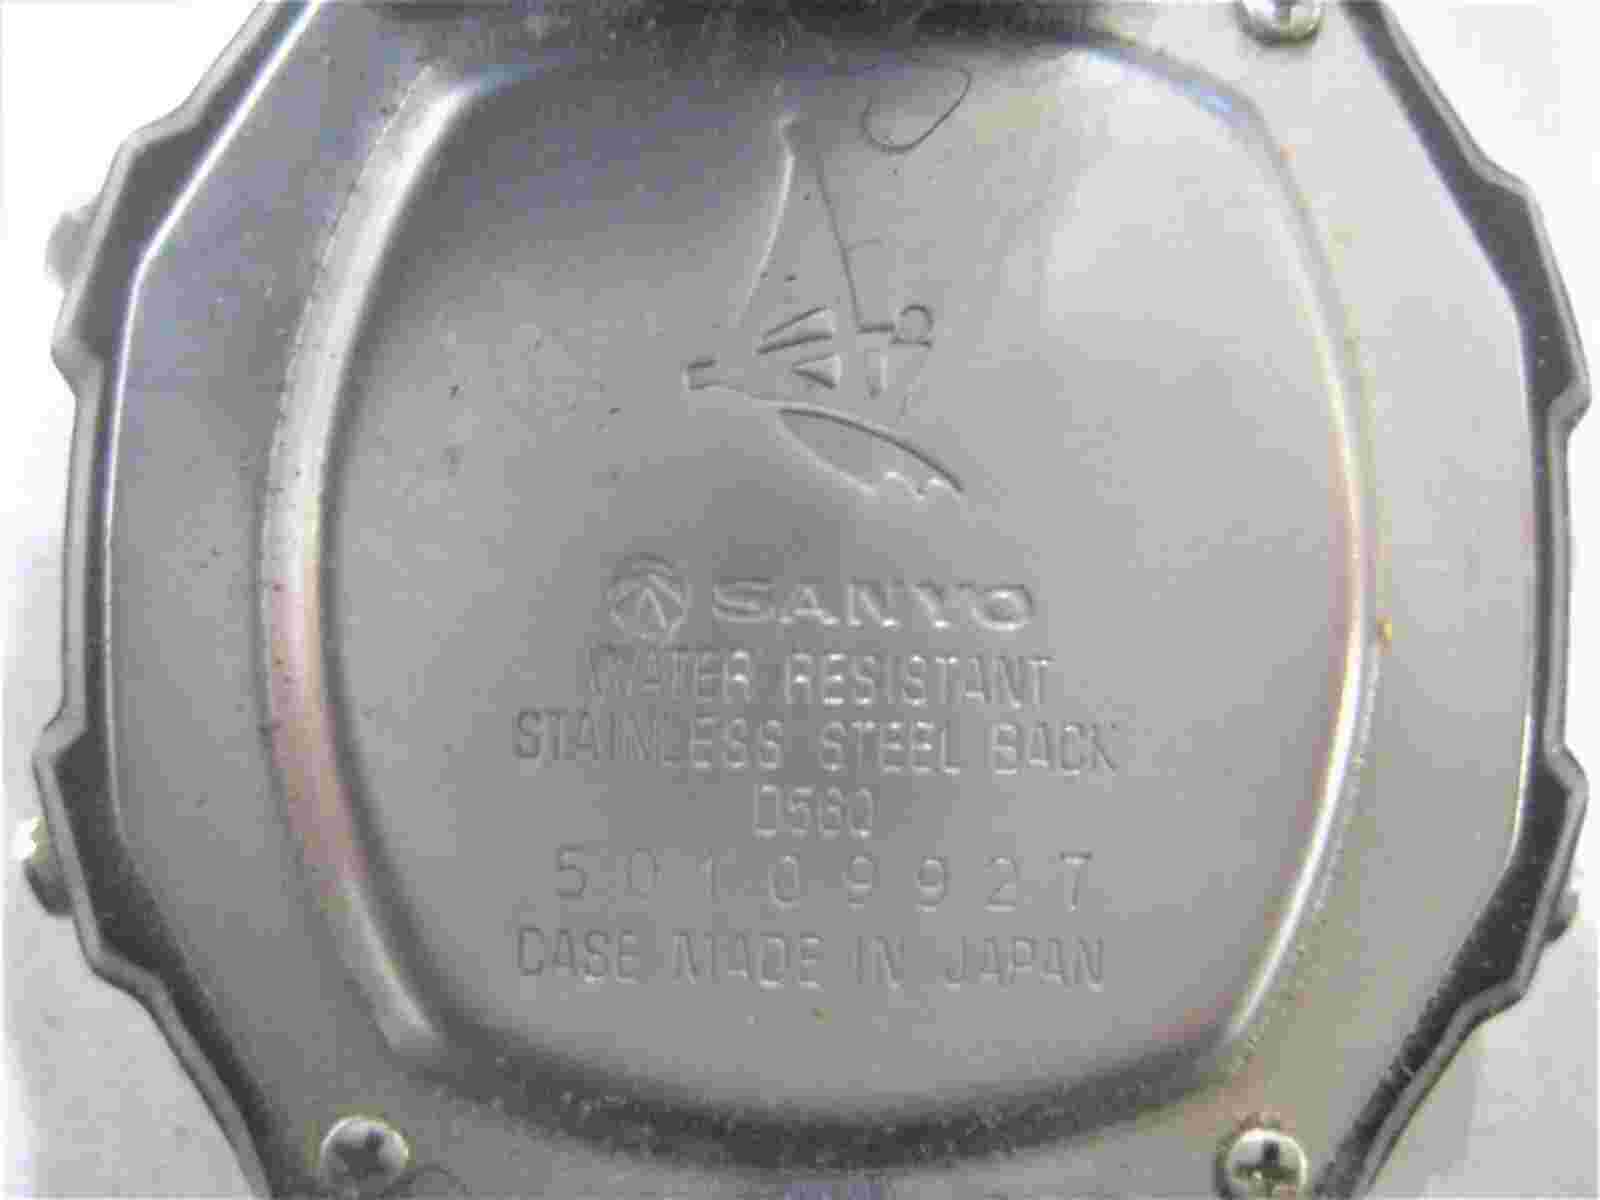 SANYO
WATER RESISTANT
STAINLESS STEEL BACK
D560
50109927
CASE MADE IN JAPAN